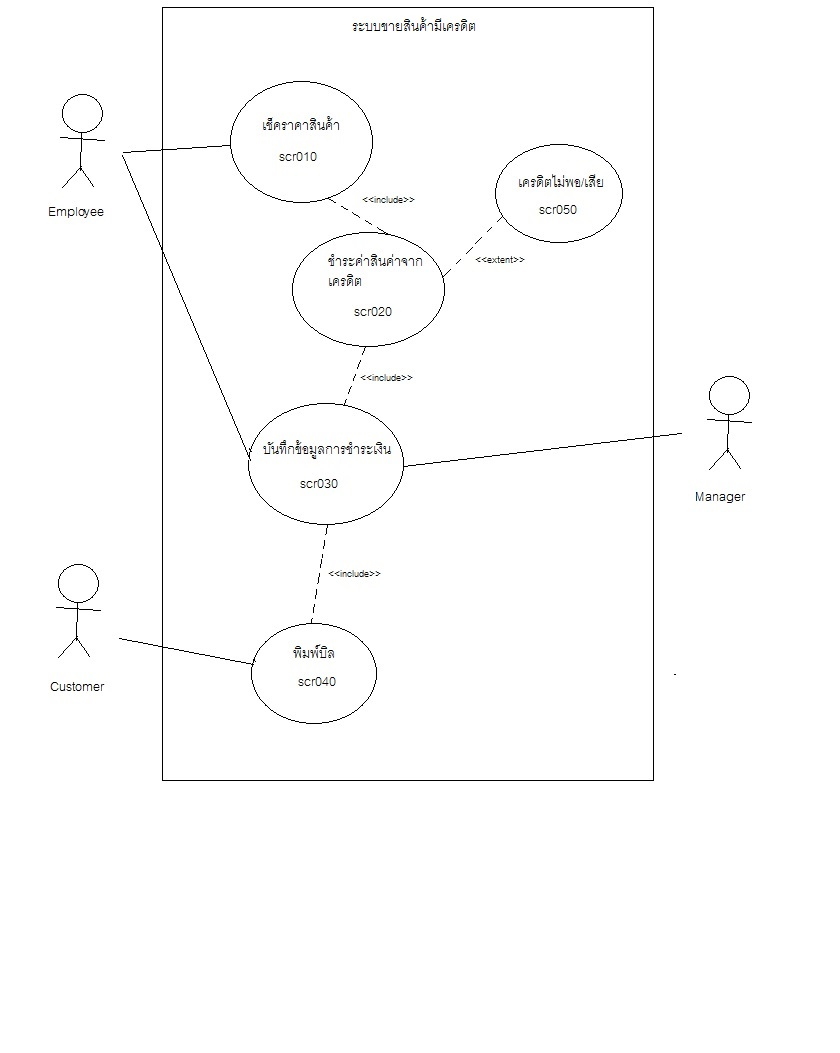 ระบบขายสินค้ามีเครดิต
เช็คราคาสินค้า
scr010
Employee
<<include>>
เครดิตไม่พอ/เสีย
scr050
ชำระค่าสินค่าจาก
เครดิต
scr020
<<extent>>
<<include>>
บันทึกข้อมูลการชำระเงิน
scr030
Manager
<<include>>
พิมพ์บิล
scr040
Customer